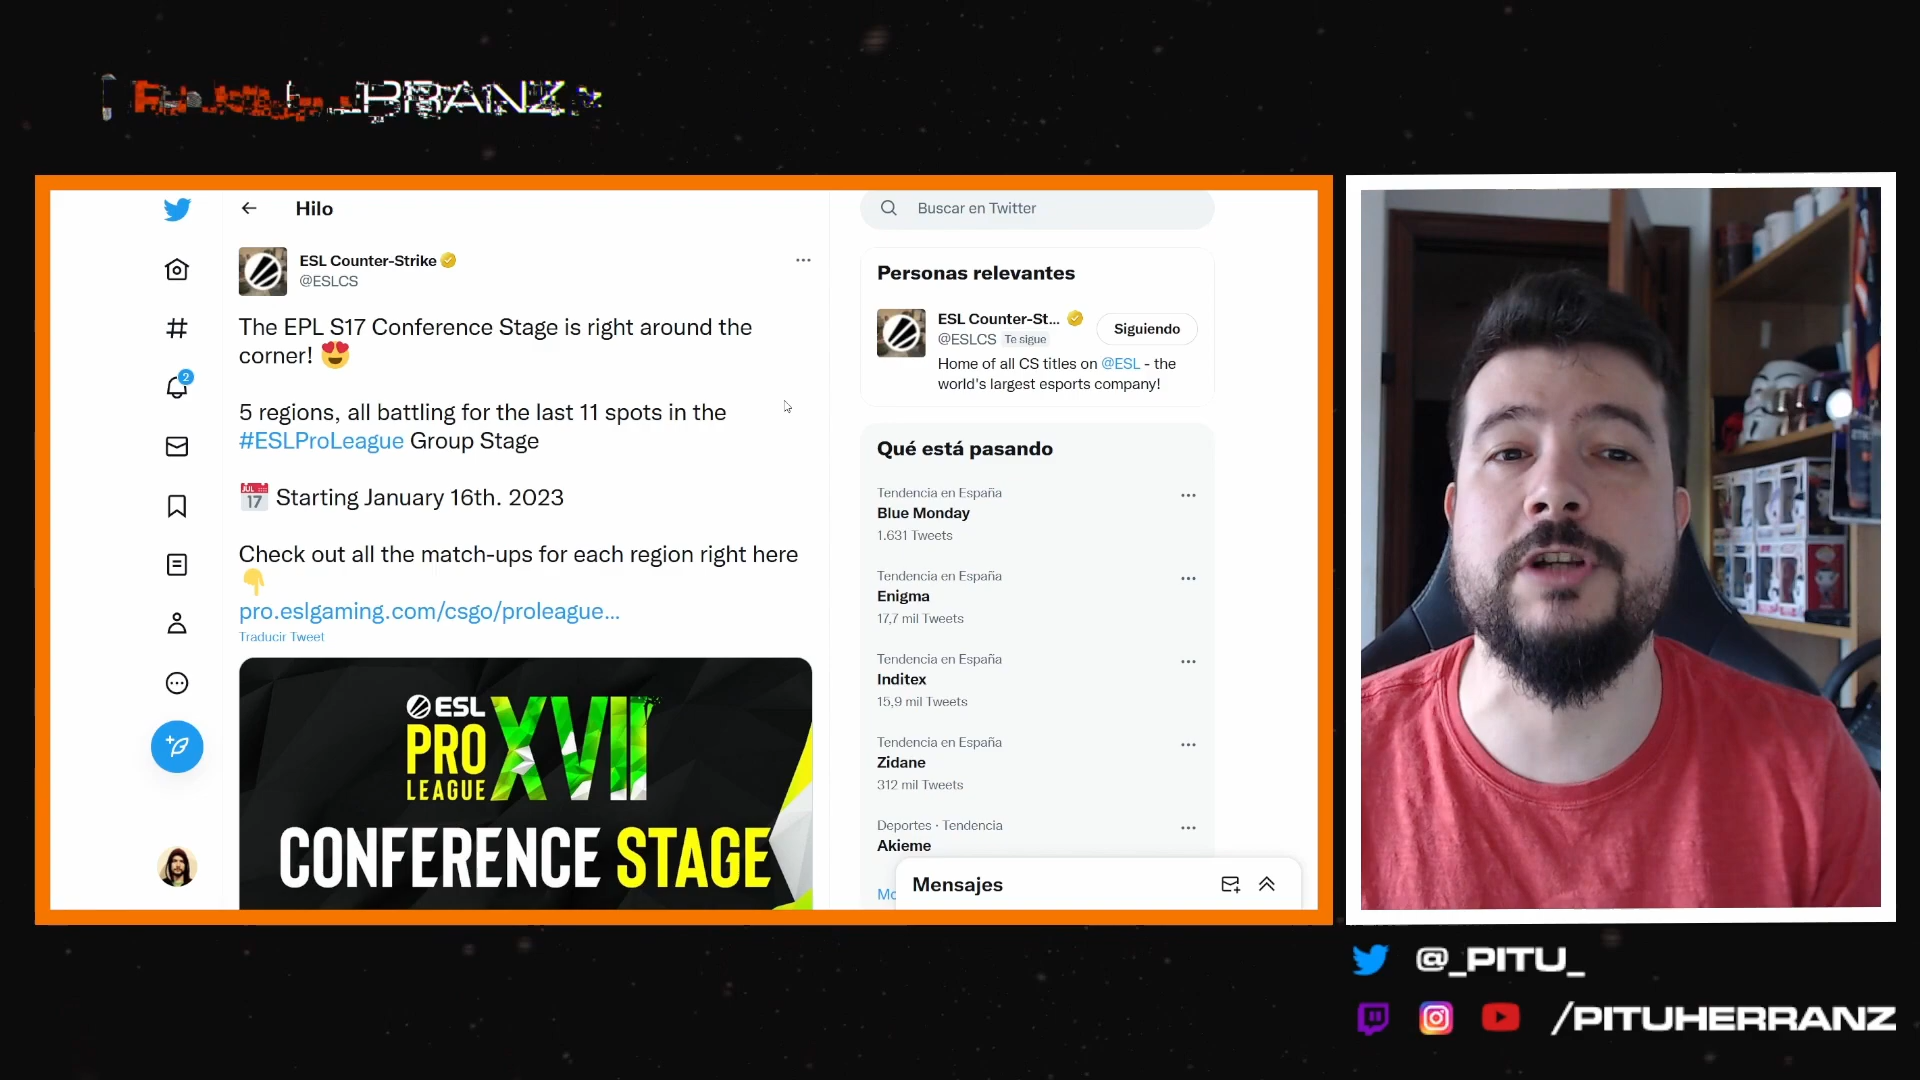 Hilo
ESL Counter-Strike
@ESLCS
The EPL S17 Conference Stage is right around the
corner! 😍
5 regions, all battling for the last 11 spots in the
#ESLProLeague Group Stage
JUL
17
Starting January 16th. 2023
Check out all the match-ups for each region right here
👇
pro.eslgaming.com/csgo/proleague...
Traducir Tweet
ESL
PRO
LEAGUE
XVII
CONFERENCE STAGE
2
Buscar en Twitter
Personas relevantes
ESL Counter-St...
@ESLCS Te sigue
Siguiendo
Home of all CS titles on @ESL - the
world's largest esports company!
Qué está pasando
Tendencia en España
Blue Monday
1.631 Tweets
Tendencia en España
Enigma
17,7 mil Tweets
Tendencia en España
Inditex
15,9 mil Tweets
Tendencia en España
Zidane
312 mil Tweets
Deportes · Tendencia
Akieme
Mensajes
@_PITU_
/PITUHERRANZ